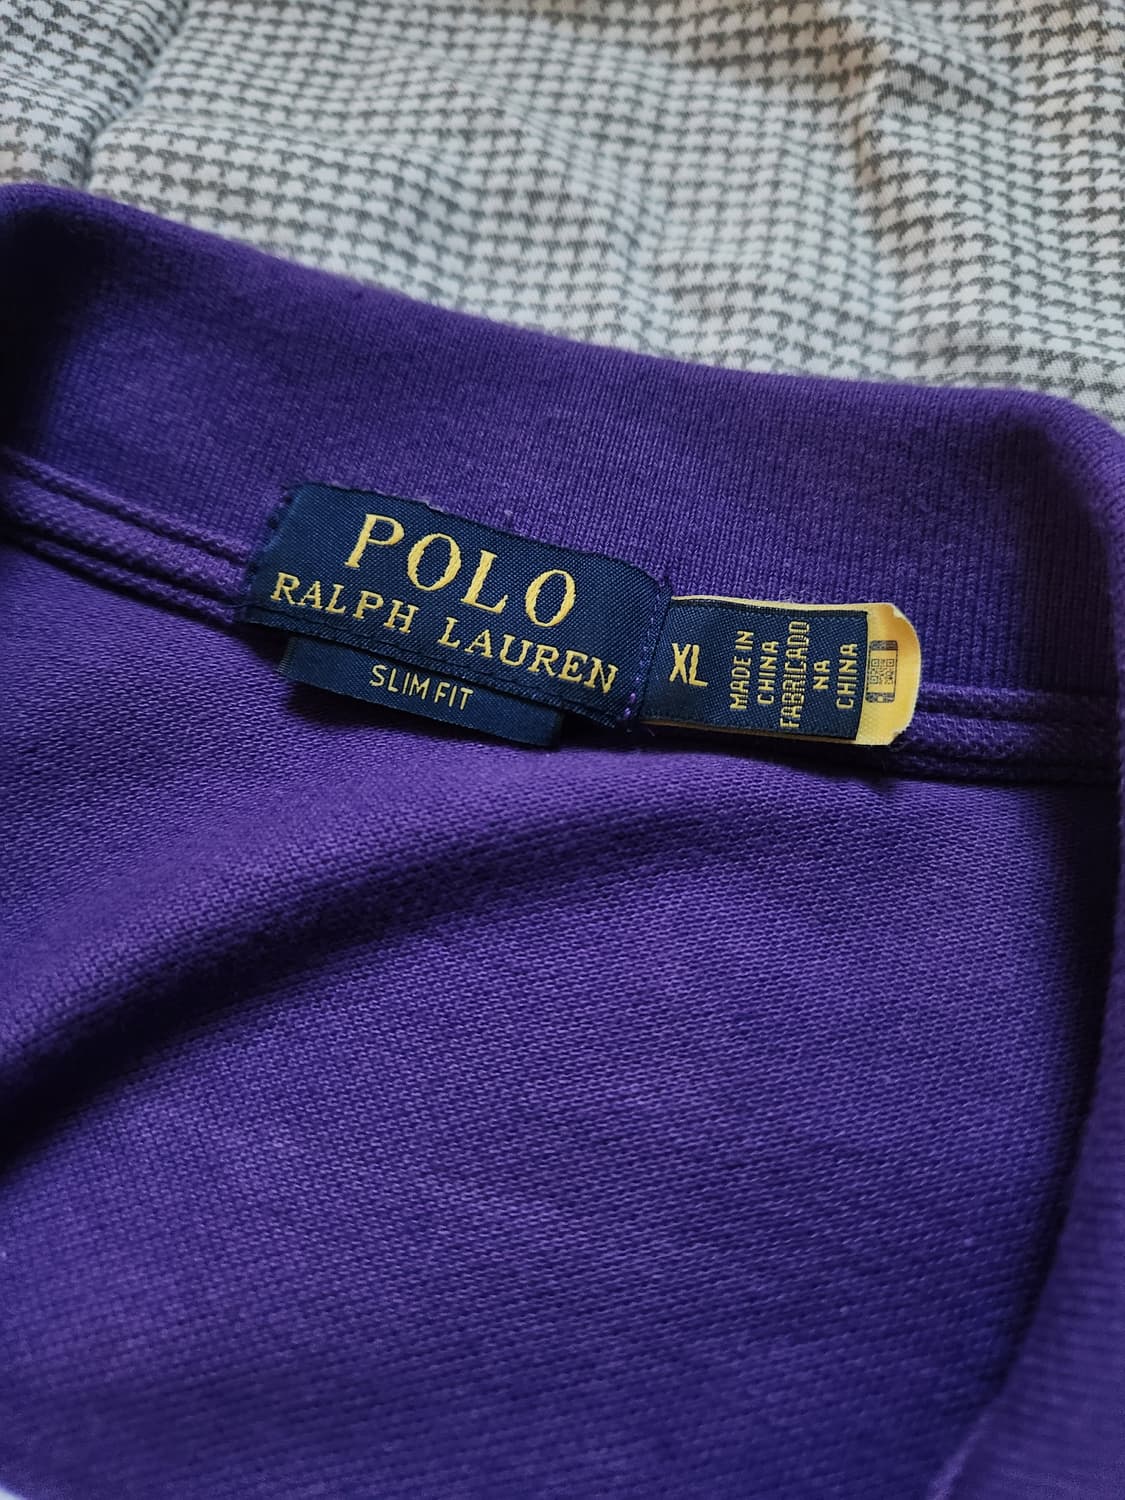 POLO
RALPH LAUREN
SLIM FIT
XL
MADE IN
CHINA
FABRICADO
NA
CHINA